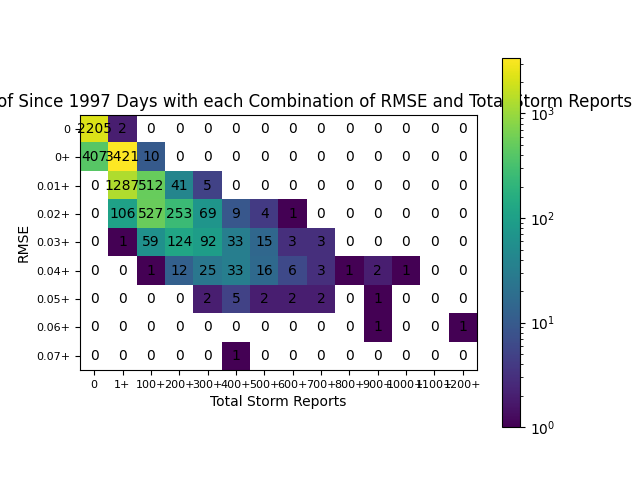 of Since 1997 Days with each Combination of RMSE and Total Storm Reports
RMSE
0 2205 2 0 0 0 0 0 0 0 0 0 0 0 0
0+ 407 3421 10 0 0 0 0 0 0 0 0 0 0 0
0.01+ 0 1287 512 41 5 0 0 0 0 0 0 0 0 0
0.02+ 0 106 527 253 69 9 4 1 0 0 0 0 0 0
0.03+ 0 1 59 124 92 33 15 3 3 0 0 0 0 0
0.04+ 0 0 1 12 25 33 16 6 3 1 2 1 0 0
0.05+ 0 0 0 0 2 5 2 2 2 0 1 0 0 0
0.06+ 0 0 0 0 0 0 0 0 0 0 1 0 0 1
0.07+ 0 0 0 0 0 1 0 0 0 0 0 0 0 0
0 1+ 100+ 200+ 300+ 400+ 500+ 600+ 700+ 800+ 900+ 1000+ 1100+ 1200+
Total Storm Reports
10^3
10^2
10^1
10^0